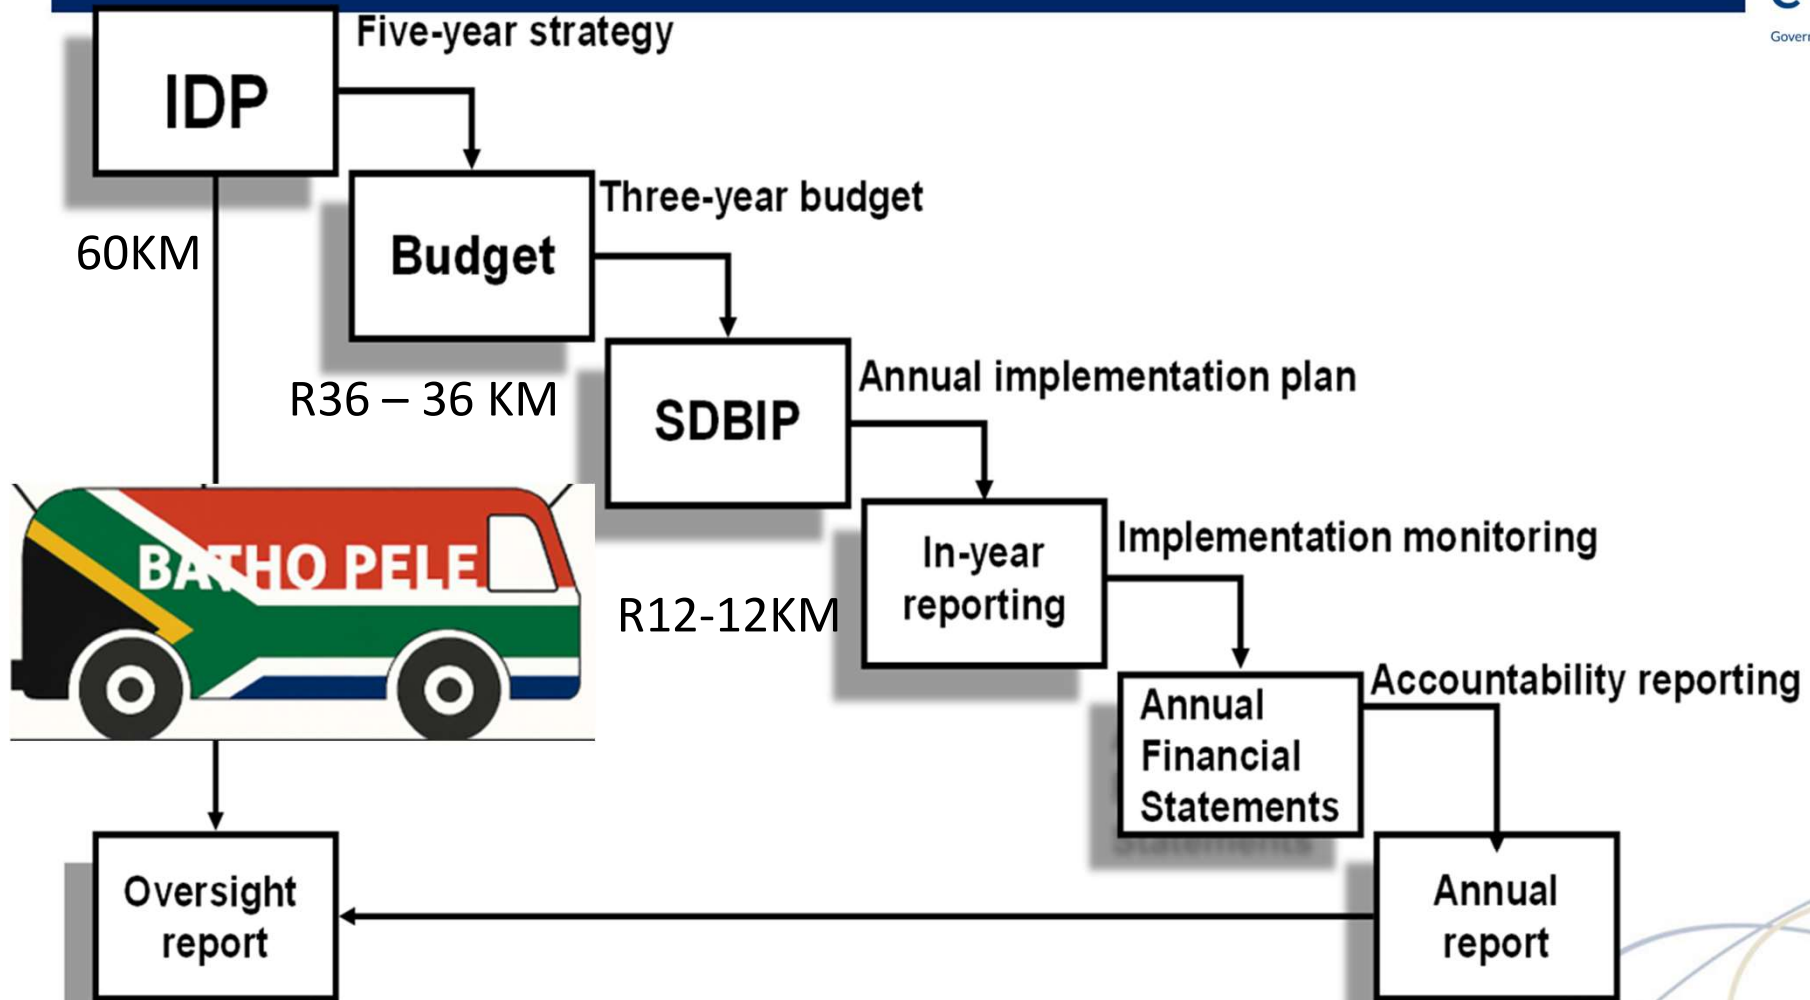 Gover
Five-year strategy
IDP
Three-year budget
60KM
Budget
Annual implementation plan
R36 – 36 KM
SDBIP
Implementation monitoring
In-year
reporting
BATHO PELE
R12-12KM
Accountability reporting
Annual
Financial
Statements
Oversight
report
Annual
report